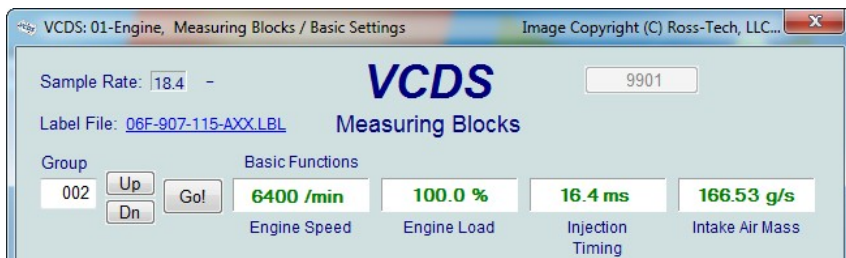 VCDS: 01-Engine, Measuring Blocks / Basic Settings Image Copyright (C) Ross-Tech, LLC...
Sample Rate: 18.4 -
VCDS
9901
Label File: 06F-907-115-AXX.LBL
Measuring Blocks
Group
Basic Functions
002
Up
Dn
Go!
6400 /min 100.0 % 16.4 ms 166.53 g/s
Engine Speed Engine Load Injection Timing Intake Air Mass